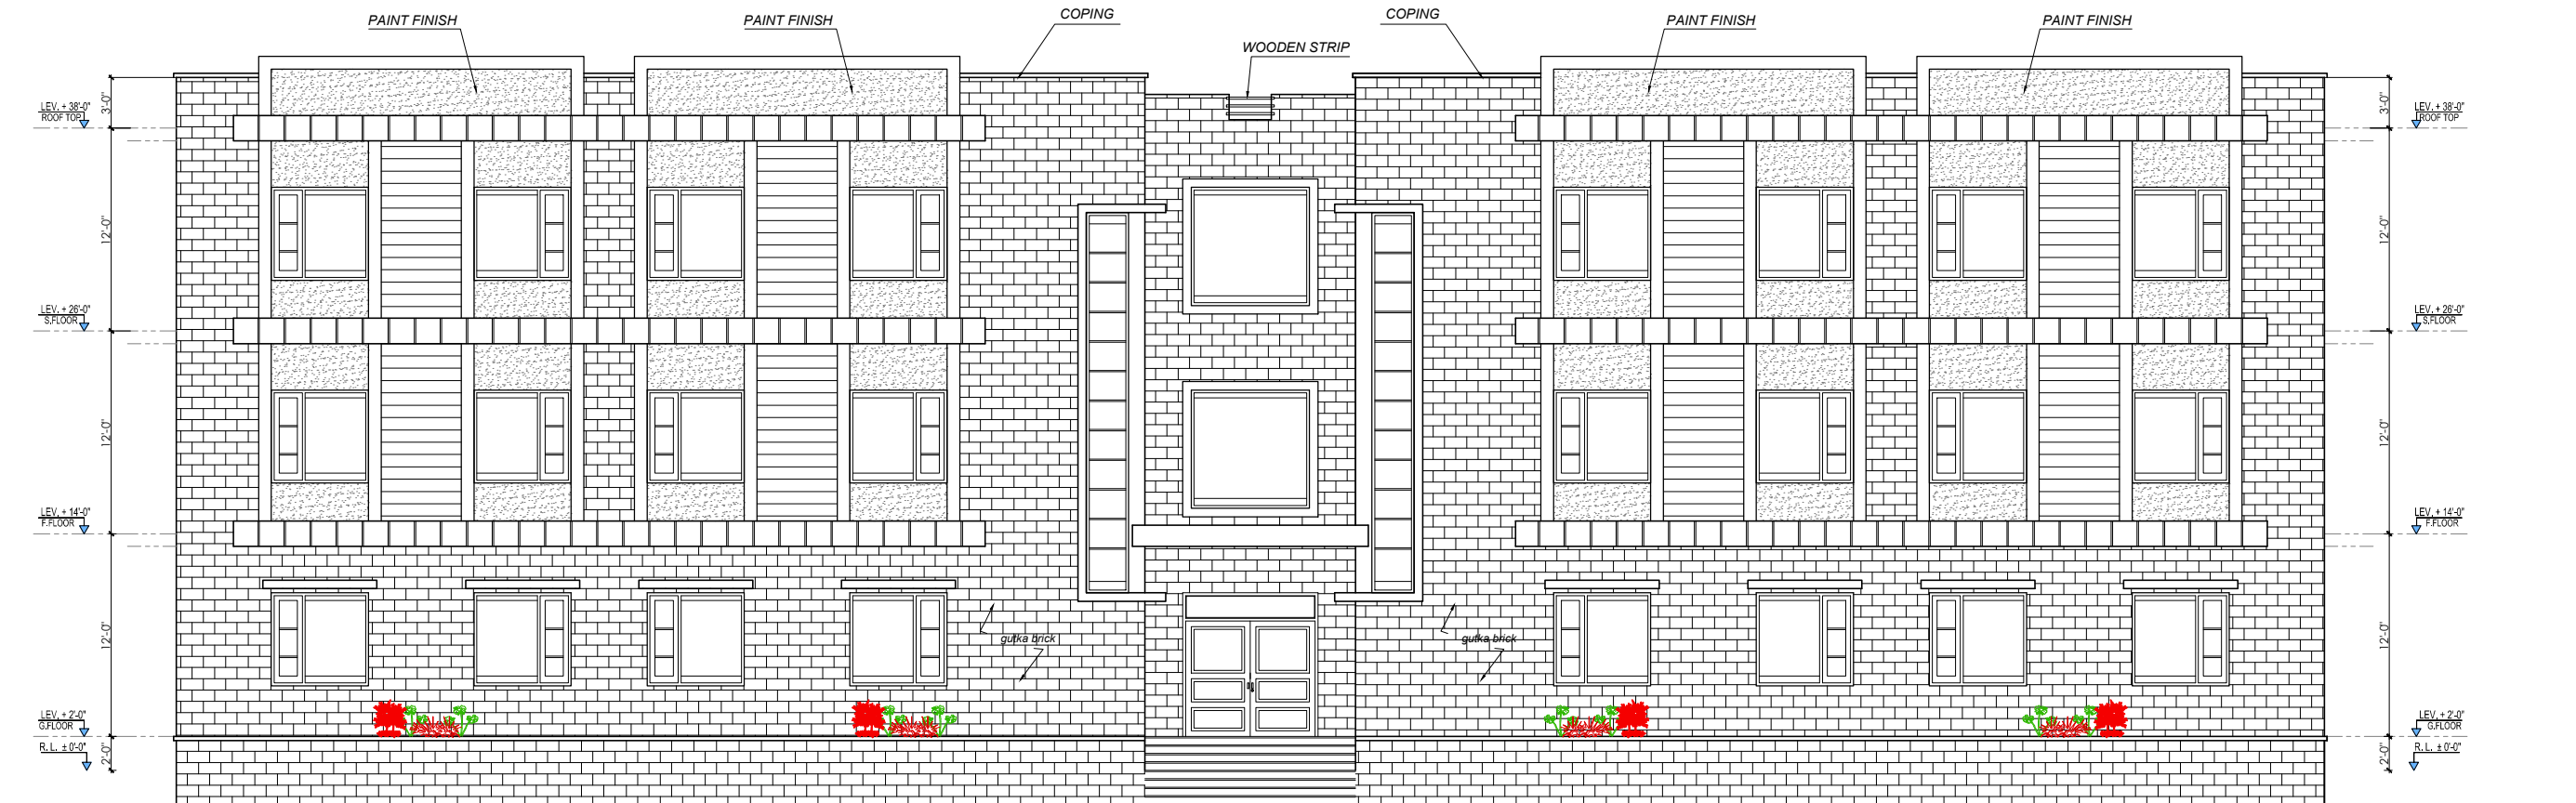 PAINT FINISH
PAINT FINISH
COPING
COPING
PAINT FINISH
PAINT FINISH
WOODEN STRIP
LEV. + 38'-0"
ROOF TOP
3'-0"
3'-0"
LEV. + 38'-0"
ROOF TOP
12'-0"
12'-0"
LEV. + 26'-0"
S.FLOOR
LEV. + 26'-0"
S.FLOOR
12'-0"
12'-0"
LEV. + 14'-0"
F.FLOOR
LEV. + 14'-0"
F.FLOOR
12'-0"
gutka brick
gutka brick
12'-0"
LEV. + 2'-0"
G.FLOOR
LEV. + 2'-0"
G.FLOOR
R. L. ± 0'-0"
2'-0"
2'-0"
R. L. ± 0'-0"